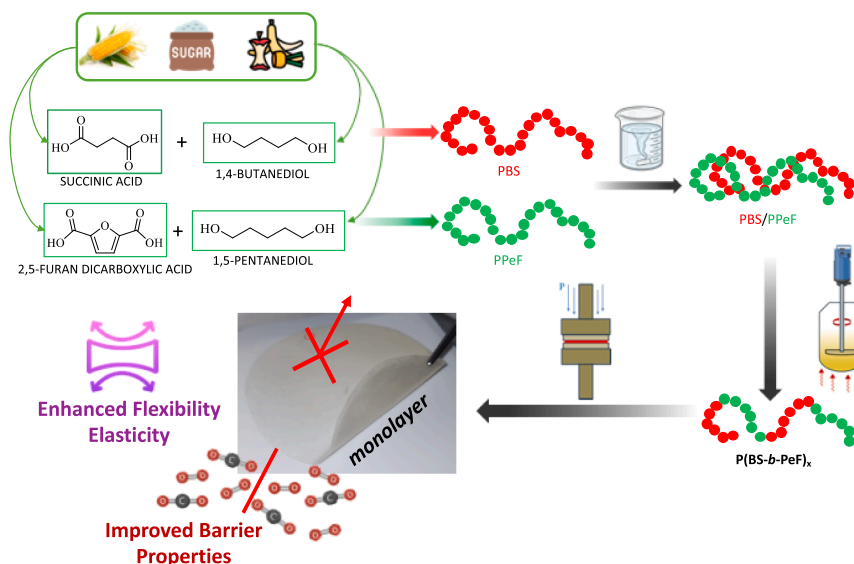 SUGAR
O
OH
HO
O
SUCCINIC ACID
+
HO
OH
1,4-BUTANEDIOL
PBS
O
O
O
HO
OH
2,5-FURAN DICARBOXYLIC ACID
+
HO
OH
1,5-PENTANEDIOL
PPeF
PBS/PPeF
P
P(BS-b-PeF)x
monolayer
Enhanced Flexibility
Elasticity
O C O
O O
O O
O O
O C O
O O
O C O
O C O
O O
Improved Barrier
Properties